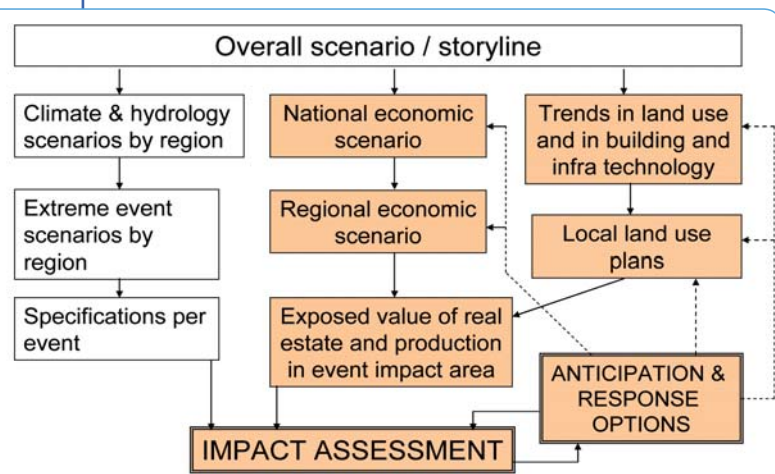 Overall scenario / storyline
Climate & hydrology
scenarios by region
National economic
scenario
Trends in land use
and in building and
infra technology
Extreme event
scenarios by
region
Regional economic
scenario
Local land use
plans
Specifications per
event
Exposed value of real
estate and production
in event impact area
ANTICIPATION &
RESPONSE
OPTIONS
IMPACT ASSESSMENT